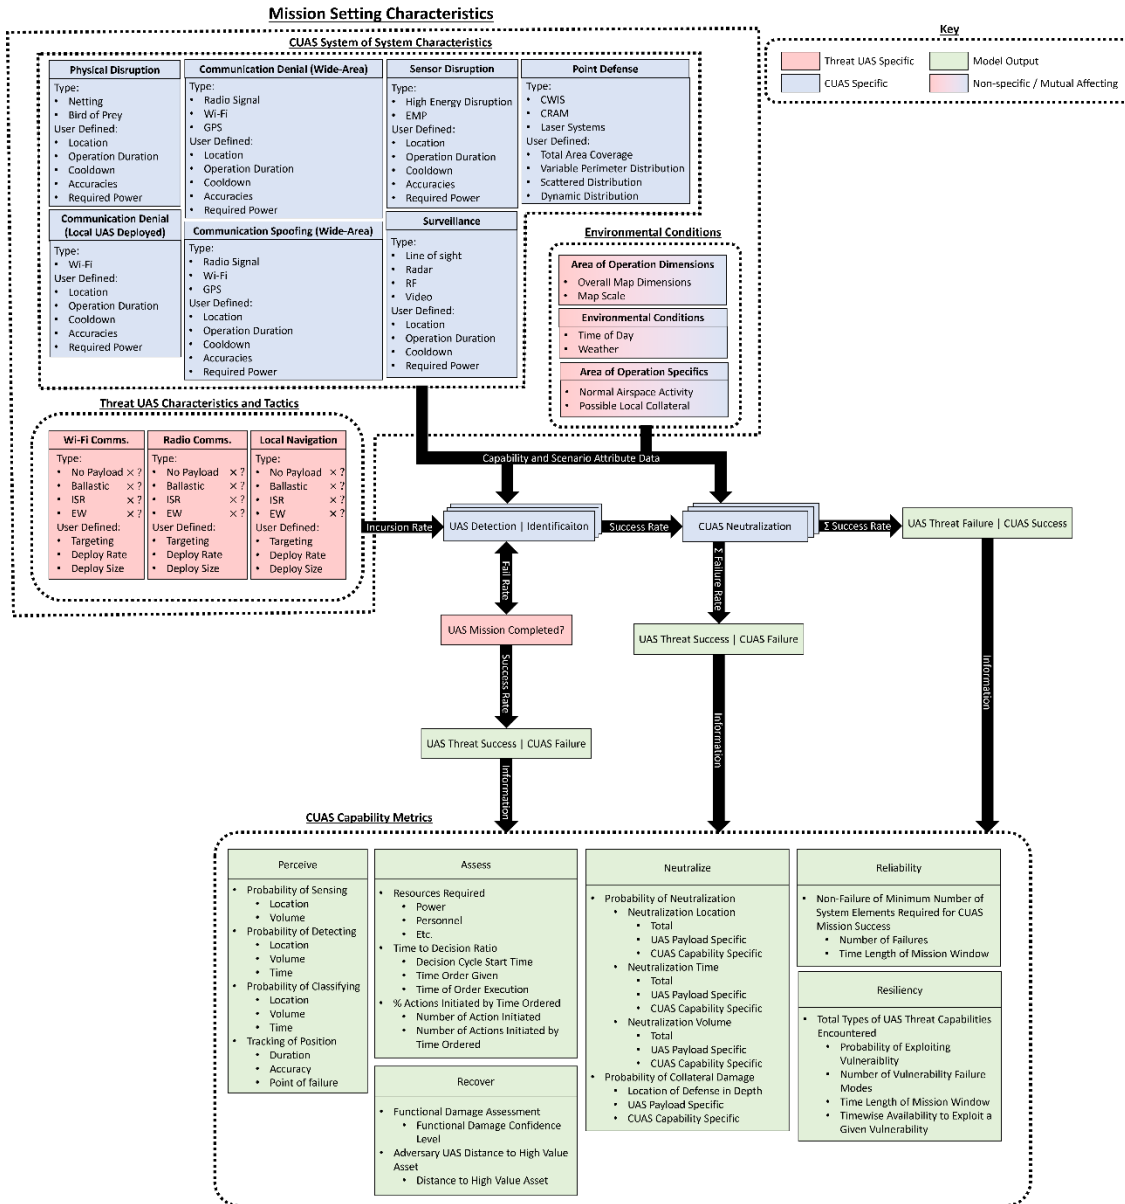 Mission Setting Characteristics
CUAS System of System Characteristics
Physical Disruption
Type:
• Netting
• Bird of Prey
User Defined:
• Location
• Operation Duration
• Cooldown
• Accuracies
• Required Power
Communication Denial (Wide-Area)
Type:
• Radio Signal
• Wi-Fi
• GPS
User Defined:
• Location
• Operation Duration
• Cooldown
• Accuracies
• Required Power
Sensor Disruption
Type:
• High Energy Disruption
• EMP
User Defined:
• Location
• Operation Duration
• Cooldown
• Accuracies
• Required Power
Point Defense
Type:
• CWIS
• CRAM
• Laser Systems
User Defined:
• Total Area Coverage
• Variable Perimeter Distribution
• Scattered Distribution
• Dynamic Distribution
Communication Denial
(Local UAS Deployed)
Type:
• Wi-Fi
User Defined:
• Location
• Operation Duration
• Cooldown
• Accuracies
• Required Power
Communication Spoofing (Wide-Area)
Type:
• Radio Signal
• Wi-Fi
• GPS
User Defined:
• Location
• Operation Duration
• Cooldown
• Accuracies
• Required Power
Surveillance
Type:
• Line of sight
• Radar
• RF
• Video
User Defined:
• Location
• Operation Duration
• Cooldown
• Required Power
Key
Threat UAS Specific
CUAS Specific
Model Output
Non-specific / Mutual Affecting
Environmental Conditions
Area of Operation Dimensions
• Overall Map Dimensions
• Map Scale
Environmental Conditions
• Time of Day
• Weather
Area of Operation Specifics
• Normal Airspace Activity
• Possible Local Collateral
Threat UAS Characteristics and Tactics
Wi-Fi Comms.
Type:
• No Payload × ?
• Ballastic × ?
• ISR × ?
• EW × ?
User Defined:
• Targeting
• Deploy Rate
• Deploy Size
Radio Comms.
Type:
• No Payload × ?
• Ballastic × ?
• ISR × ?
• EW × ?
User Defined:
• Targeting
• Deploy Rate
• Deploy Size
Local Navigation
Type:
• No Payload × ?
• Ballastic × ?
• ISR × ?
• EW × ?
User Defined:
• Targeting
• Deploy Rate
• Deploy Size
Capability and Scenario Attribute Data
Incursion Rate
UAS Detection | Identificaiton
Success Rate
CUAS Neutralization
Σ Success Rate
UAS Threat Failure | CUAS Success
Fail Rate
Σ Failure Rate
UAS Mission Completed?
UAS Threat Success | CUAS Failure
Success Rate
UAS Threat Success | CUAS Failure
Information
Information
Information
CUAS Capability Metrics
Perceive
• Probability of Sensing
• Location
• Volume
• Probability of Detecting
• Location
• Volume
• Time
• Probability of Classifying
• Location
• Volume
• Time
• Tracking of Position
• Duration
• Accuracy
• Point of failure
Assess
• Resources Required
• Power
• Personnel
• Etc.
• Time to Decision Ratio
• Decision Cycle Start Time
• Time Order Given
• Time of Order Execution
• % Actions Initiated by Time Ordered
• Number of Action Initiated
• Number of Actions Initiated by
Time Ordered
Recover
• Functional Damage Assessment
• Functional Damage Confidence
Level
• Adversary UAS Distance to High Value
Asset
• Distance to High Value Asset
Neutralize
• Probability of Neutralization
• Neutralization Location
▪ Total
▪ UAS Payload Specific
▪ CUAS Capability Specific
• Neutralization Time
▪ Total
▪ UAS Payload Specific
▪ CUAS Capability Specific
• Neutralization Volume
▪ Total
▪ UAS Payload Specific
▪ CUAS Capability Specific
• Probability of Collateral Damage
• Location of Defense in Depth
• UAS Payload Specific
• CUAS Capability Specific
Reliability
• Non-Failure of Minimum Number of
System Elements Required for CUAS
Mission Success
• Number of Failures
• Time Length of Mission Window
Resiliency
• Total Types of UAS Threat Capabilities
Encountered
• Probability of Exploiting
Vulneraiblity
• Number of Vulnerability Failure
Modes
• Time Length of Mission Window
• Timewise Availability to Exploit a
Given Vulnerability